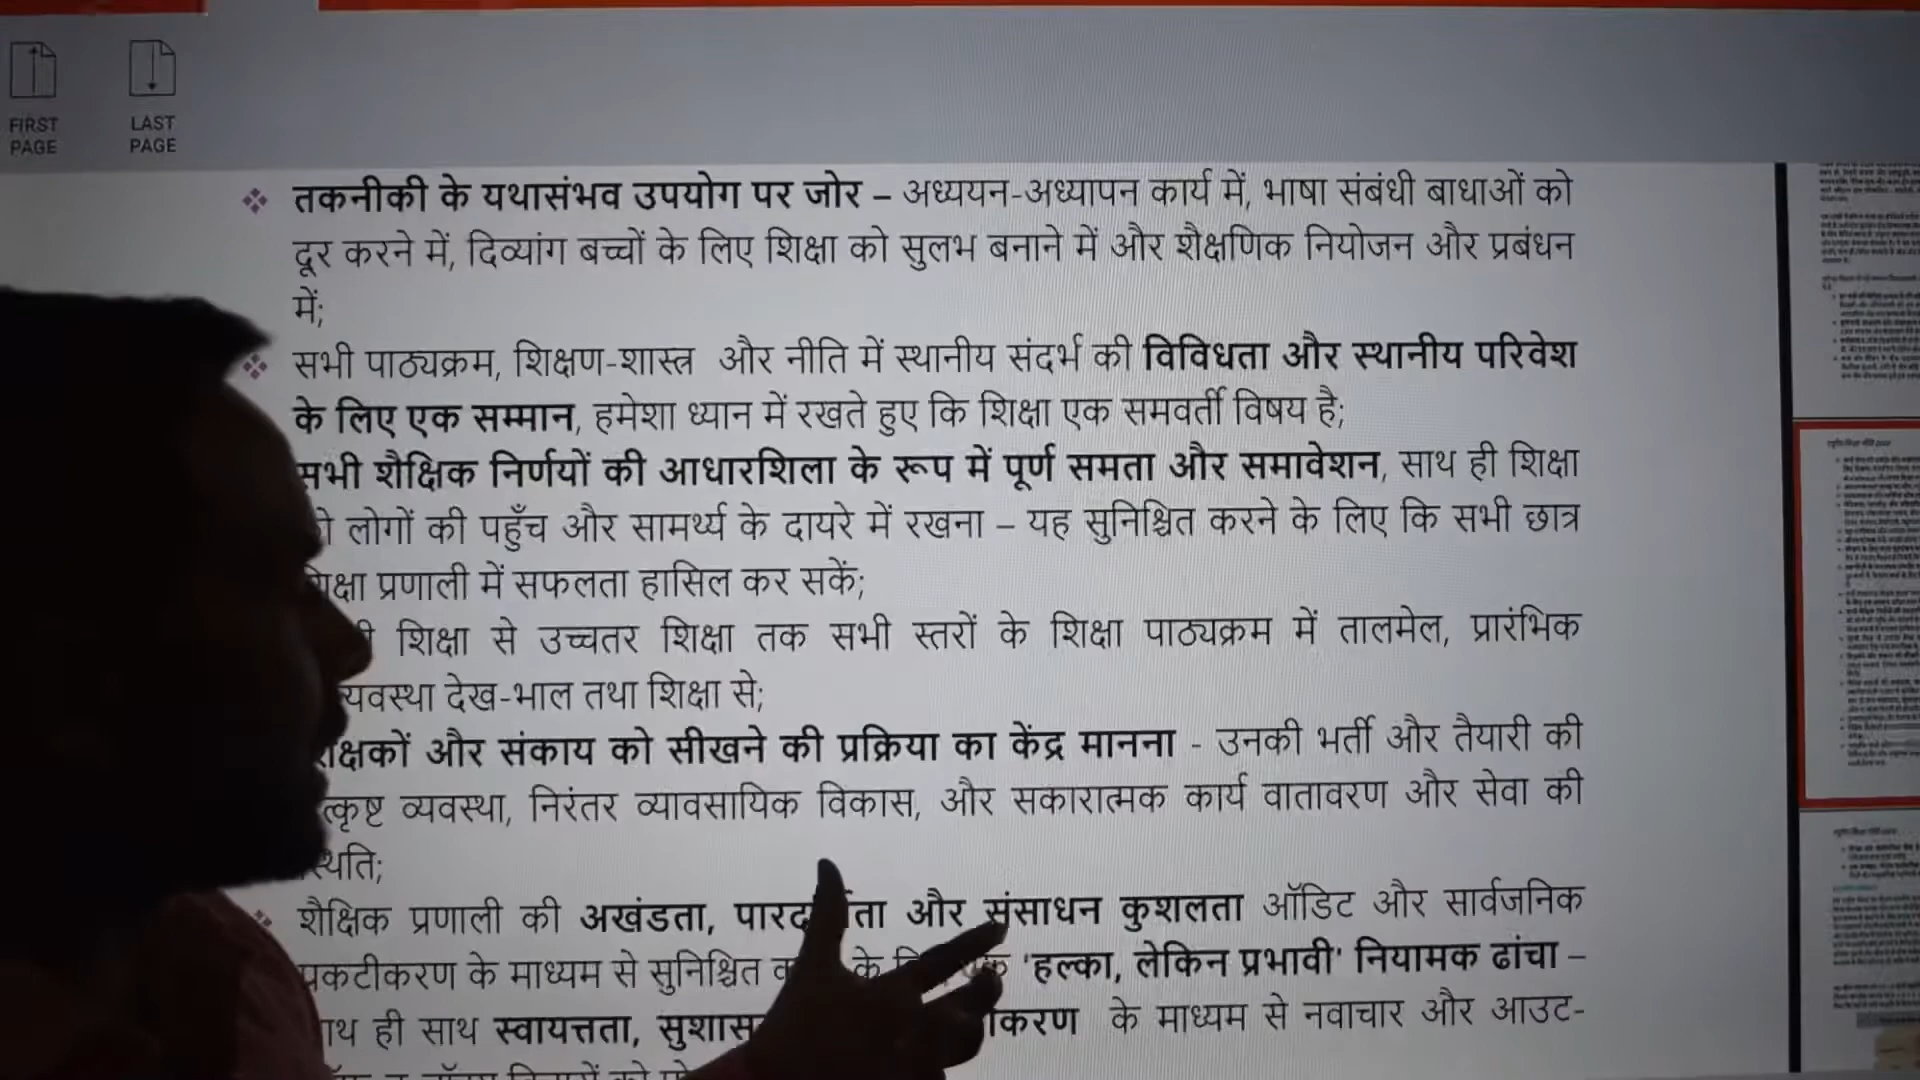 FIRST PAGE
LAST PAGE
तकनीकी के यथासंभव उपयोग पर जोर – अध्ययन-अध्यापन कार्य में, भाषा संबंधी बाधाओं को
दूर करने में, दिव्यांग बच्चों के लिए शिक्षा को सुलभ बनाने में और शैक्षणिक नियोजन और प्रबंधन
में;
सभी पाठ्यक्रम, शिक्षण-शास्त्र और नीति में स्थानीय संदर्भ की विविधता और स्थानीय परिवेश
के लिए एक सम्मान, हमेशा ध्यान में रखते हुए कि शिक्षा एक समवर्ती विषय है;
सभी शैक्षिक निर्णयों की आधारशिला के रूप में पूर्ण समता और समावेशन, साथ ही शिक्षा
लोगों की पहुँच और सामर्थ्य के दायरे में रखना – यह सुनिश्चित करने के लिए कि सभी छात्र
प्रणाली में सफलता हासिल कर सकें;
शिक्षा से उच्चतर शिक्षा तक सभी स्तरों के शिक्षा पाठ्यक्रम में तालमेल, प्रारंभिक
देख-भाल तथा शिक्षा से;
और संकाय को सीखने की प्रक्रिया का केंद्र मानना - उनकी भर्ती और तैयारी की
व्यवस्था, निरंतर व्यावसायिक विकास, और सकारात्मक कार्य वातावरण और सेवा की
शैक्षिक प्रणाली की अखंडता, और संसाधन कुशलता ऑडिट और सार्वजनिक
के माध्यम से सुनिश्चित के 'हल्का, लेकिन प्रभावी' नियामक ढांचा –
ही साथ स्वायत्तता, के माध्यम से नवाचार और आउट-